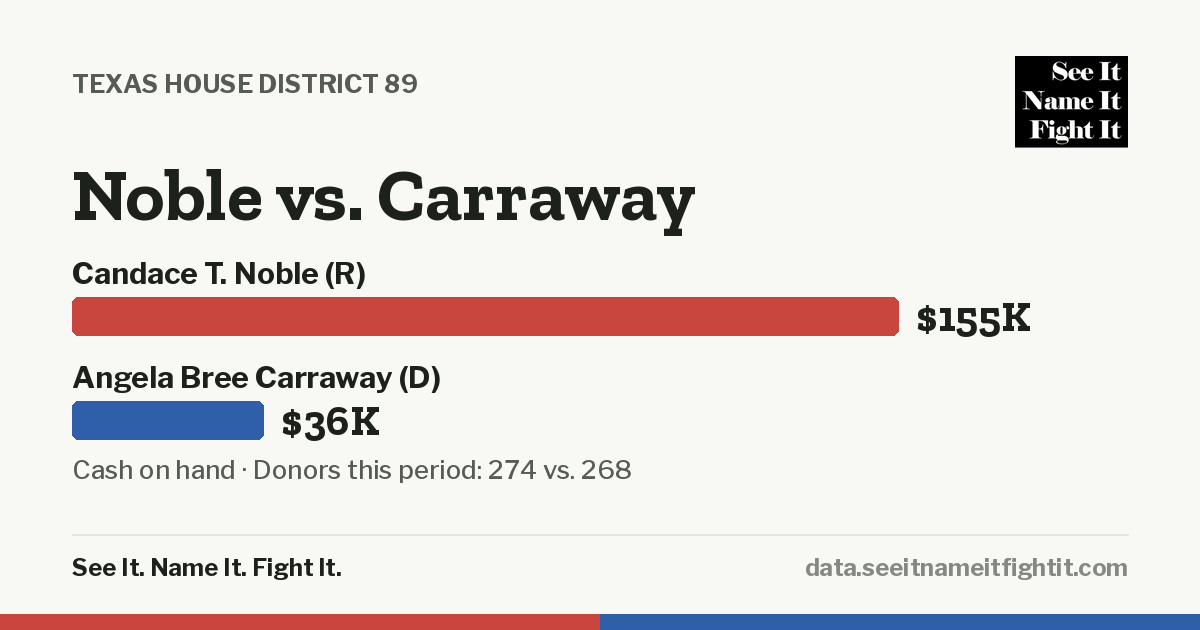 TEXAS HOUSE DISTRICT 89
See It
Name It
Fight It
Noble vs. Carraway
Candace T. Noble (R)
$155K
Angela Bree Carraway (D)
$36K
Cash on hand · Donors this period: 274 vs. 268
See It. Name It. Fight It.
data.seeitnameitfightit.com